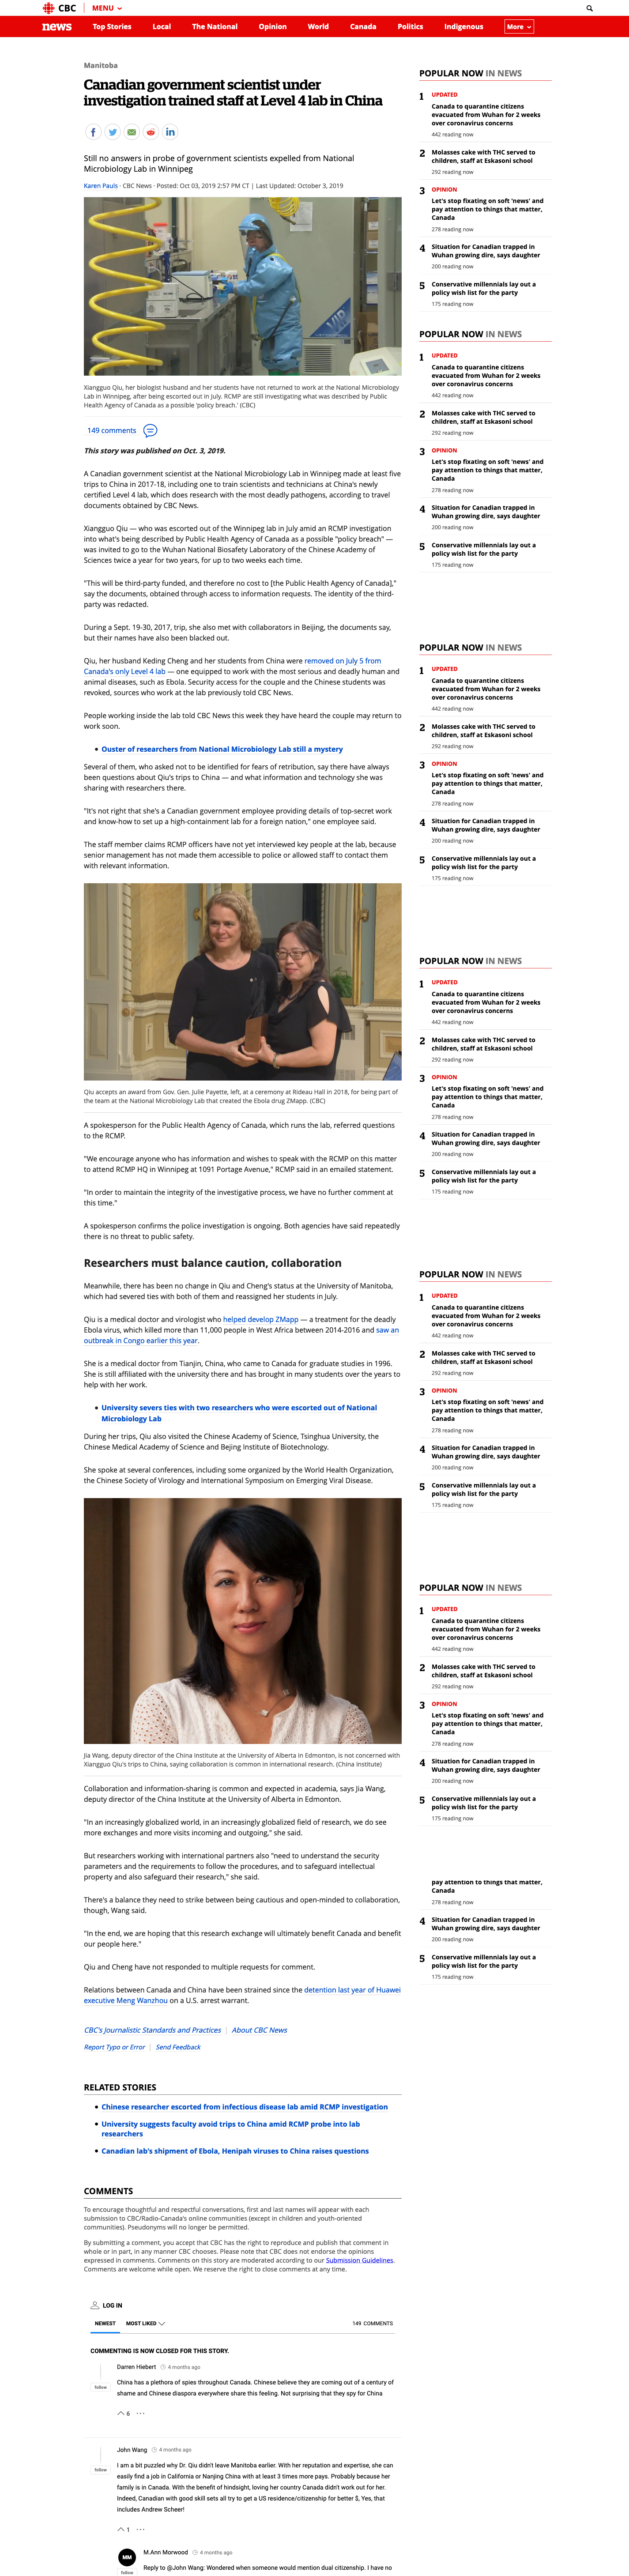 CBC
MENU
news
Top Stories
Local
The National
Opinion
World
Canada
Politics
Indigenous
More
Manitoba
Canadian government scientist under
investigation trained staff at Level 4 lab in China
Still no answers in probe of government scientists expelled from National
Microbiology Lab in Winnipeg
Karen Pauls · CBC News · Posted: Oct 03, 2019 2:57 PM CT | Last Updated: October 3, 2019
Xiangguo Qiu, her biologist husband and her students have not returned to work at the National Microbiology
Lab in Winnipeg, after being escorted out in July. RCMP are still investigating what was described by Public
Health Agency of Canada as a possible 'policy breach.' (CBC)
149 comments
This story was published on Oct. 3, 2019.
A Canadian government scientist at the National Microbiology Lab in Winnipeg made at least five
trips to China in 2017-18, including one to train scientists and technicians at China's newly
certified Level 4 lab, which does research with the most deadly pathogens, according to travel
documents obtained by CBC News.
Xiangguo Qiu — who was escorted out of the Winnipeg lab in July amid an RCMP investigation
into what's being described by Public Health Agency of Canada as a possible "policy breach" —
was invited to go to the Wuhan National Biosafety Laboratory of the Chinese Academy of
Sciences twice a year for two years, for up to two weeks each time.
"This will be third-party funded, and therefore no cost to [the Public Health Agency of Canada],"
say the documents, obtained through access to information requests. The identity of the third-
party was redacted.
During a Sept. 19-30, 2017, trip, she also met with collaborators in Beijing, the documents say,
but their names have also been blacked out.
Qiu, her husband Keding Cheng and her students from China were removed on July 5 from
Canada's only Level 4 lab — one equipped to work with the most serious and deadly human and
animal diseases, such as Ebola. Security access for the couple and the Chinese students was
revoked, sources who work at the lab previously told CBC News.
People working inside the lab told CBC News this week they have heard the couple may return to
work soon.
Ouster of researchers from National Microbiology Lab still a mystery
Several of them, who asked not to be identified for fears of retribution, say there have always
been questions about Qiu's trips to China — and what information and technology she was
sharing with researchers there.
"It's not right that she's a Canadian government employee providing details of top-secret work
and know-how to set up a high-containment lab for a foreign nation," one employee said.
The staff member claims RCMP officers have not yet interviewed key people at the lab, because
senior management has not made them accessible to police or allowed staff to contact them
with relevant information.
Qiu accepts an award from Gov. Gen. Julie Payette, left, at a ceremony at Rideau Hall in 2018, for being part of
the team at the National Microbiology Lab that created the Ebola drug ZMapp. (CBC)
A spokesperson for the Public Health Agency of Canada, which runs the lab, referred questions
to the RCMP.
"We encourage anyone who has information and wishes to speak with the RCMP on this matter
to attend RCMP HQ in Winnipeg at 1091 Portage Avenue," RCMP said in an emailed statement.
"In order to maintain the integrity of the investigative process, we have no further comment at
this time."
A spokesperson confirms the police investigation is ongoing. Both agencies have said repeatedly
there is no threat to public safety.
Researchers must balance caution, collaboration
Meanwhile, there has been no change in Qiu and Cheng's status at the University of Manitoba,
which had severed ties with both of them and reassigned her students in July.
Qiu is a medical doctor and virologist who helped develop ZMapp — a treatment for the deadly
Ebola virus, which killed more than 11,000 people in West Africa between 2014-2016 and saw an
outbreak in Congo earlier this year.
She is a medical doctor from Tianjin, China, who came to Canada for graduate studies in 1996.
She is still affiliated with the university there and has brought in many students over the years to
help with her work.
University severs ties with two researchers who were escorted out of National
Microbiology Lab
During her trips, Qiu also visited the Chinese Academy of Science, Tsinghua University, the
Chinese Medical Academy of Science and Bejing Institute of Biotechnology.
She spoke at several conferences, including some organized by the World Health Organization,
the Chinese Society of Virology and International Symposium on Emerging Viral Disease.
Jia Wang, deputy director of the China Institute at the University of Alberta in Edmonton, is not concerned with
Xiangguo Qiu's trips to China, saying collaboration is common in international research. (China Institute)
Collaboration and information-sharing is common and expected in academia, says Jia Wang,
deputy director of the China Institute at the University of Alberta in Edmonton.
"In an increasingly globalized world, in an increasingly globalized field of research, we do see
more exchanges and more visits incoming and outgoing," she said.
But researchers working with international partners also "need to understand the security
parameters and the requirements to follow the procedures, and to safeguard intellectual
property and also safeguard their research," she said.
There's a balance they need to strike between being cautious and open-minded to collaboration,
though, Wang said.
"In the end, we are hoping that this research exchange will ultimately benefit Canada and benefit
our people here."
Qiu and Cheng have not responded to multiple requests for comment.
Relations between Canada and China have been strained since the detention last year of Huawei
executive Meng Wanzhou on a U.S. arrest warrant.
CBC's Journalistic Standards and Practices | About CBC News
Report Typo or Error | Send Feedback
RELATED STORIES
Chinese researcher escorted from infectious disease lab amid RCMP investigation
University suggests faculty avoid trips to China amid RCMP probe into lab
researchers
Canadian lab's shipment of Ebola, Henipah viruses to China raises questions
COMMENTS
To encourage thoughtful and respectful conversations, first and last names will appear with each
submission to CBC/Radio-Canada's online communities (except in children and youth-oriented
communities). Pseudonyms will no longer be permitted.
By submitting a comment, you accept that CBC has the right to reproduce and publish that comment in
whole or in part, in any manner CBC chooses. Please note that CBC does not endorse the opinions
expressed in comments. Comments on this story are moderated according to our Submission Guidelines.
Comments are welcome while open. We reserve the right to close comments at any time.
LOG IN
NEWEST
MOST LIKED
149 COMMENTS
COMMENTING IS NOW CLOSED FOR THIS STORY.
Darren Hiebert 4 months ago
follow
China has a plethora of spies throughout Canada. Chinese believe they are coming out of a century of
shame and Chinese diaspora everywhere share this feeling. Not surprising that they spy for China
6 ...
John Wang 4 months ago
follow
I am a bit puzzled why Dr. Qiu didn't leave Manitoba earlier. With her reputation and expertise, she can
easily find a job in California or Nanjing China with at least 3 times more pays. Probably because her
family is in Canada. With the benefit of hindsight, loving her country Canada didn't work out for her.
Indeed, Canadian with good skill sets all try to get a US residence/citizenship for better $, Yes, that
includes Andrew Scheer!
1 ...
MM
M.Ann Morwood 4 months ago
follow
Reply to @John Wang: Wondered when someone would mention dual citizenship. I have no
POPULAR NOW IN NEWS
1 UPDATED
Canada to quarantine citizens
evacuated from Wuhan for 2 weeks
over coronavirus concerns
442 reading now
2 Molasses cake with THC served to
children, staff at Eskasoni school
292 reading now
3 OPINION
Let's stop fixating on soft 'news' and
pay attention to things that matter,
Canada
278 reading now
4 Situation for Canadian trapped in
Wuhan growing dire, says daughter
200 reading now
5 Conservative millennials lay out a
policy wish list for the party
175 reading now
POPULAR NOW IN NEWS
1 UPDATED
Canada to quarantine citizens
evacuated from Wuhan for 2 weeks
over coronavirus concerns
442 reading now
2 Molasses cake with THC served to
children, staff at Eskasoni school
292 reading now
3 OPINION
Let's stop fixating on soft 'news' and
pay attention to things that matter,
Canada
278 reading now
4 Situation for Canadian trapped in
Wuhan growing dire, says daughter
200 reading now
5 Conservative millennials lay out a
policy wish list for the party
175 reading now
POPULAR NOW IN NEWS
1 UPDATED
Canada to quarantine citizens
evacuated from Wuhan for 2 weeks
over coronavirus concerns
442 reading now
2 Molasses cake with THC served to
children, staff at Eskasoni school
292 reading now
3 OPINION
Let's stop fixating on soft 'news' and
pay attention to things that matter,
Canada
278 reading now
4 Situation for Canadian trapped in
Wuhan growing dire, says daughter
200 reading now
5 Conservative millennials lay out a
policy wish list for the party
175 reading now
POPULAR NOW IN NEWS
1 UPDATED
Canada to quarantine citizens
evacuated from Wuhan for 2 weeks
over coronavirus concerns
442 reading now
2 Molasses cake with THC served to
children, staff at Eskasoni school
292 reading now
3 OPINION
Let's stop fixating on soft 'news' and
pay attention to things that matter,
Canada
278 reading now
4 Situation for Canadian trapped in
Wuhan growing dire, says daughter
200 reading now
5 Conservative millennials lay out a
policy wish list for the party
175 reading now
POPULAR NOW IN NEWS
1 UPDATED
Canada to quarantine citizens
evacuated from Wuhan for 2 weeks
over coronavirus concerns
442 reading now
2 Molasses cake with THC served to
children, staff at Eskasoni school
292 reading now
3 OPINION
Let's stop fixating on soft 'news' and
pay attention to things that matter,
Canada
278 reading now
4 Situation for Canadian trapped in
Wuhan growing dire, says daughter
200 reading now
5 Conservative millennials lay out a
policy wish list for the party
175 reading now
POPULAR NOW IN NEWS
1 UPDATED
Canada to quarantine citizens
evacuated from Wuhan for 2 weeks
over coronavirus concerns
442 reading now
2 Molasses cake with THC served to
children, staff at Eskasoni school
292 reading now
3 OPINION
Let's stop fixating on soft 'news' and
pay attention to things that matter,
Canada
278 reading now
4 Situation for Canadian trapped in
Wuhan growing dire, says daughter
200 reading now
5 Conservative millennials lay out a
policy wish list for the party
175 reading now
pay attention to things that matter,
Canada
278 reading now
4 Situation for Canadian trapped in
Wuhan growing dire, says daughter
200 reading now
5 Conservative millennials lay out a
policy wish list for the party
175 reading now